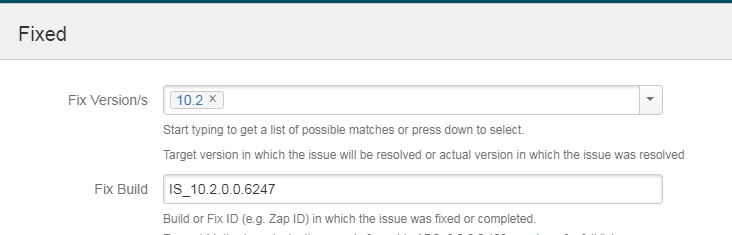 Fixed
Fix Version/s 10.2 ×
Start typing to get a list of possible matches or press down to select.
Target version in which the issue will be resolved or actual version in which the issue was resolved
Fix Build IS_10.2.0.0.6247
Build or Fix ID (e.g. Zap ID) in which the issue was fixed or completed.